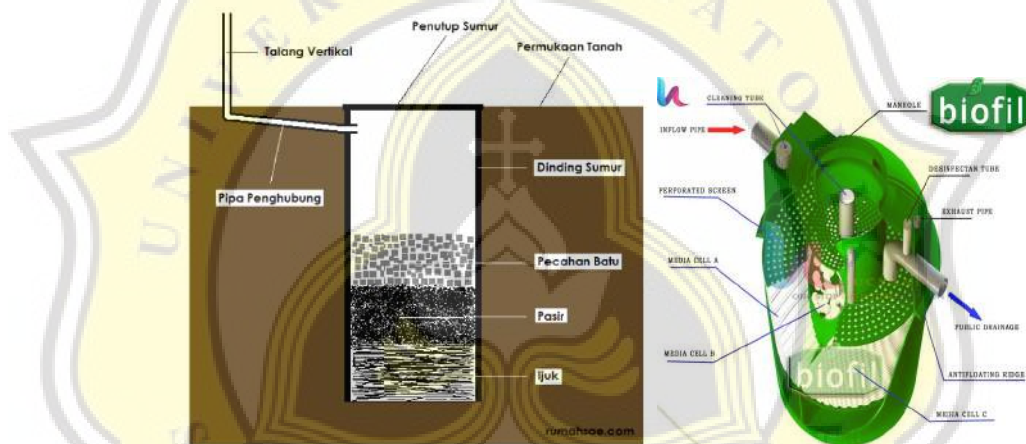 Talang Vertikal
Penutup Sumur
Permukaan Tanah
Pipa Penghubung
Dinding Sumur
Pecahan Batu
Pasir
Ijuk
rumahsae.com
CLEANING TUBE
MANHOLE
biofil
INFLOW PIPE
DESINFECTAN TUBE
EXHAUST PIPE
PERFORATED SCREEN
MEDIA CELL A
PUBLIC DRAINAGE
MEDIA CELL B
biofil
ANTIFLOATING RIDGE
MEDIA CELL C